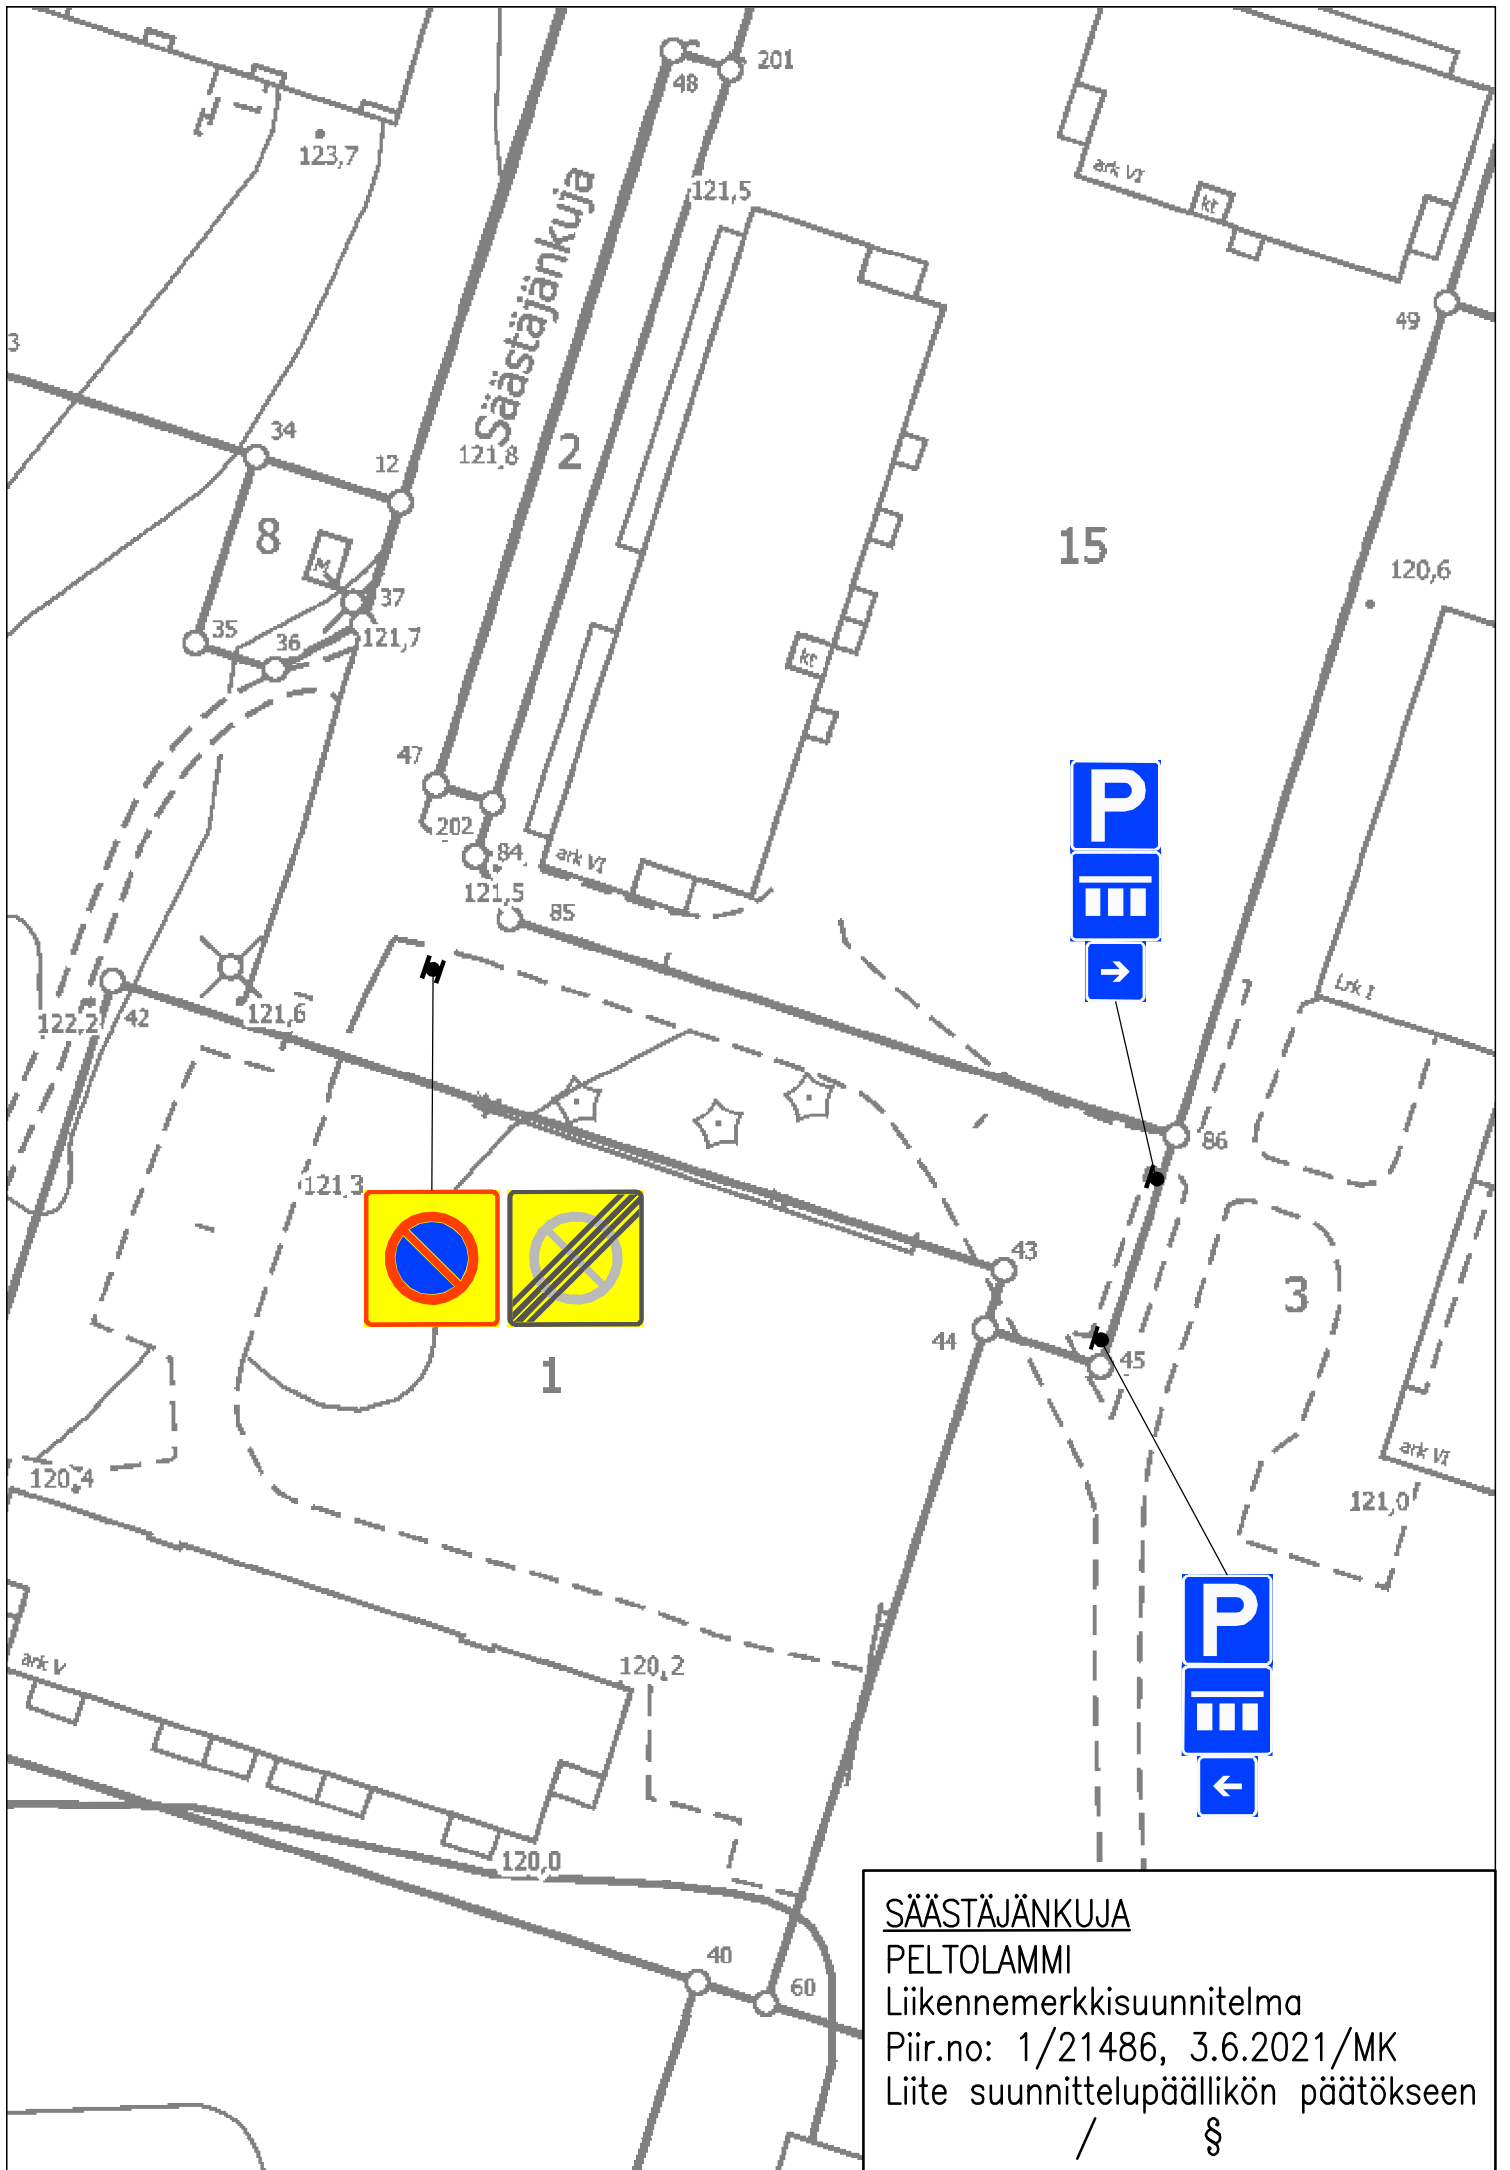 201
48
123,7
121,5
ark VI
kt
Säästäjänkuja
49
3
34
12
121,8
2
8
15
120,6
M
37
35
36
121,7
kt
47
P
202
84
ark VI
121,5
85
Lrk I
122,2
42
121,6
86
121,3
43
3
44
45
1
ark VI
120,4
121,0
P
ark V
120,2
120,0
40
60
SÄÄSTÄJÄNKUJA
PELTOLAMMI
Liikennemerkkisuunnitelma
Piir.no: 1/21486, 3.6.2021/MK
Liite suunnittelupäällikön päätökseen
/ §